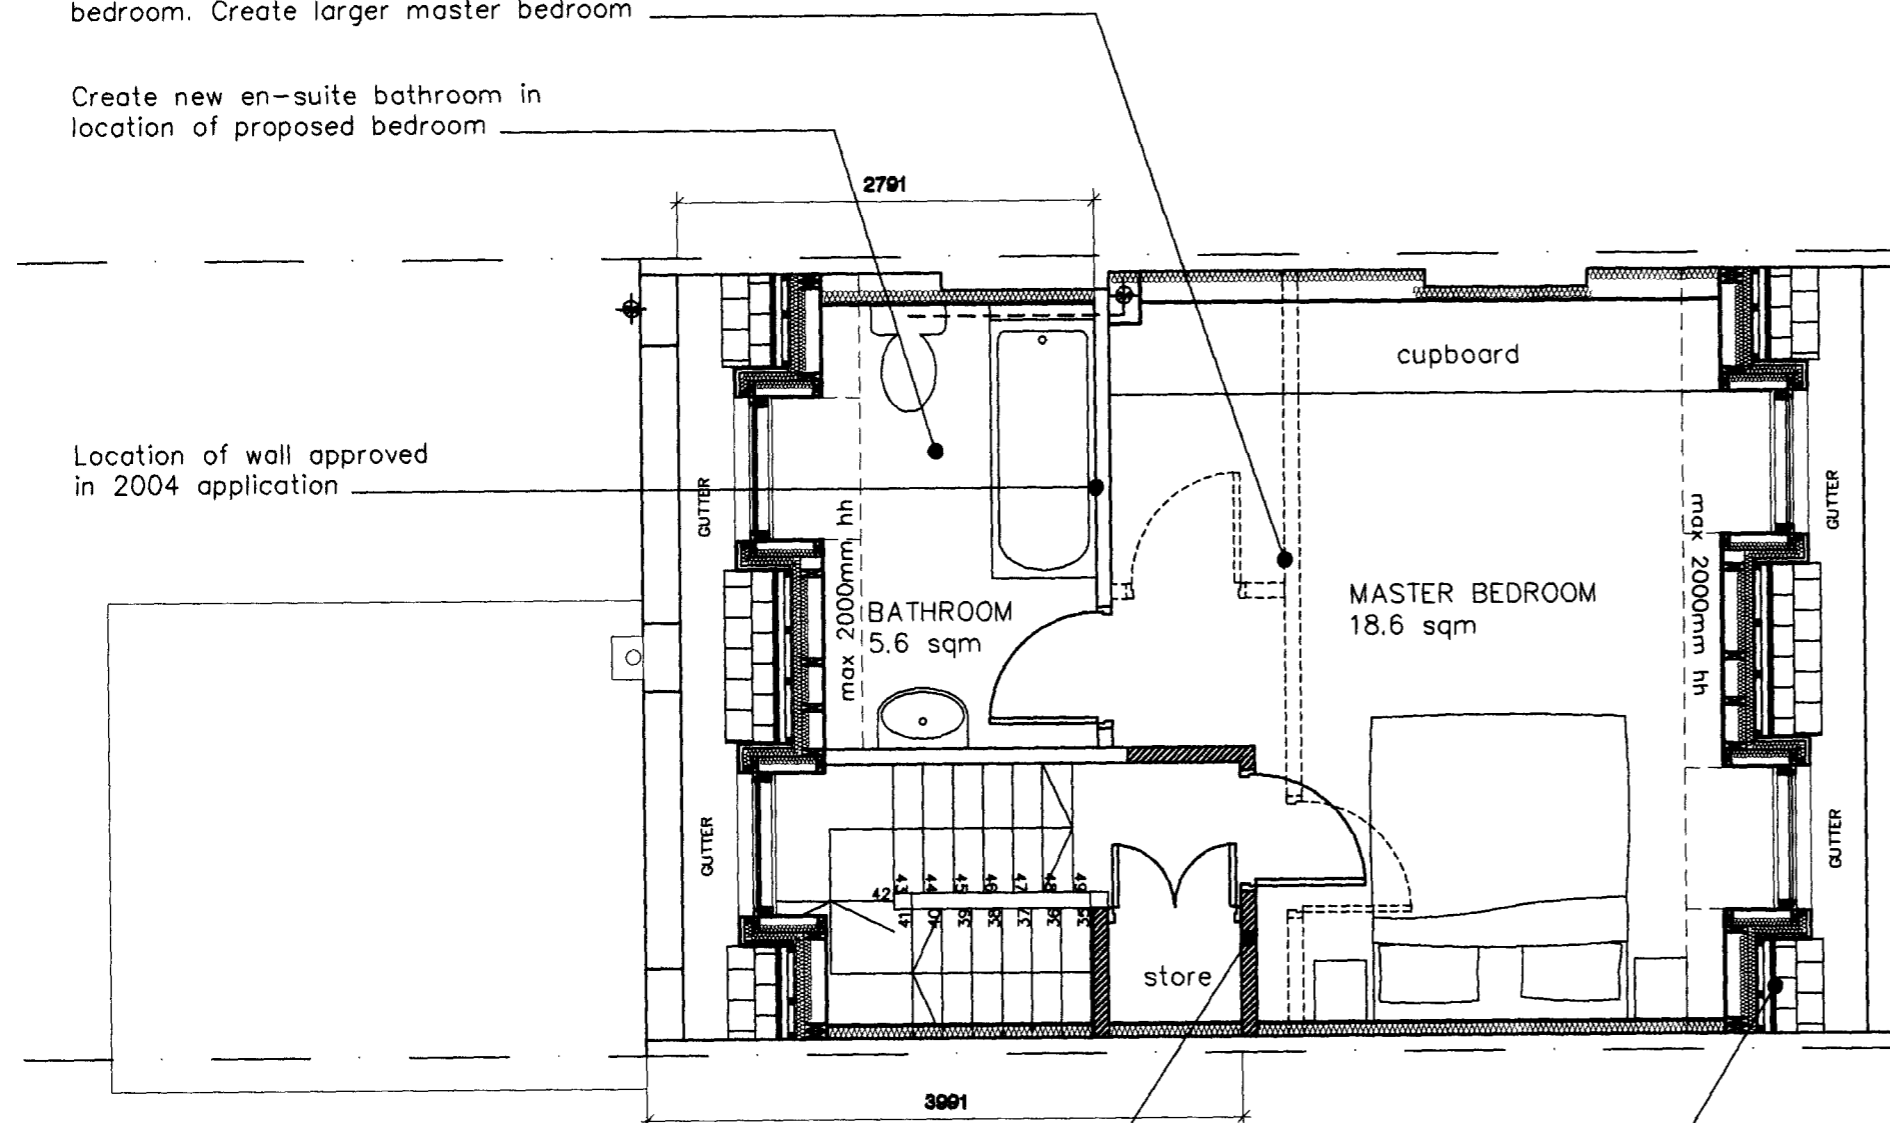 bedroom. Create larger master bedroom
Create new en-suite bathroom in
location of proposed bedroom
2791
cupboard
Location of wall approved
in 2004 application
GUTTER
max 2000mm hh
max 2000mm hh
GUTTER
BATHROOM
5.6 sqm
MASTER BEDROOM
18.6 sqm
GUTTER
GUTTER
42
43
44
45
46
47
48
49
41
40
39
38
37
36
35
store
3991